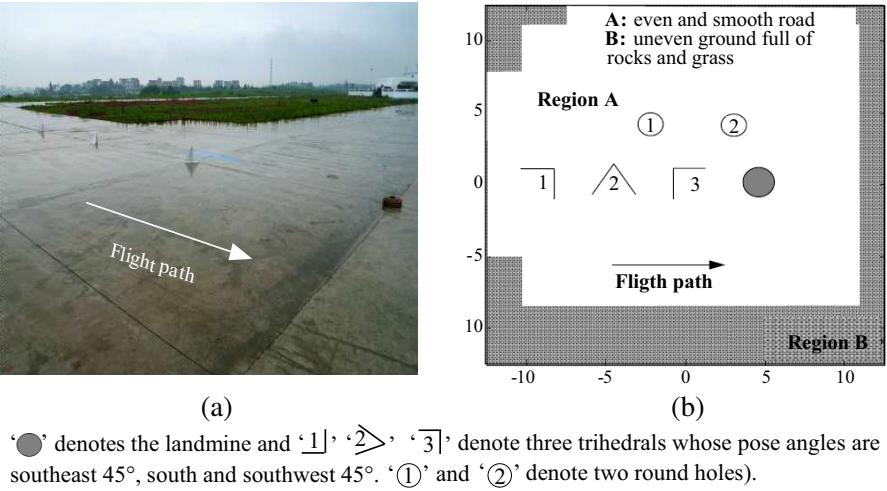 Flight path
A: even and smooth road
B: uneven ground full of
rocks and grass
Region A
1 2
1 2 3
Fligth path
Region B
10
5
0
-5
10
-10 -5 0 5 10
(a) (b)
‘●’ denotes the landmine and ‘1’ ‘2’ ‘3’ denote three trihedrals whose pose angles are
southeast 45°, south and southwest 45°. ‘①’ and ‘②’ denote two round holes).